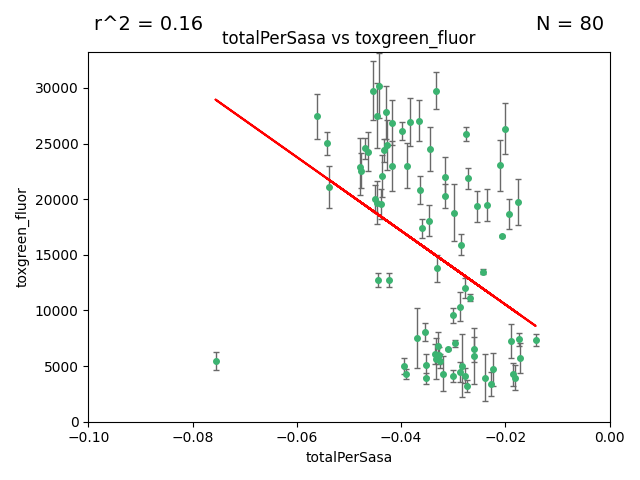 r^2 = 0.16
N = 80
totalPerSasa vs toxgreen_fluor
30000
25000
20000
15000
10000
5000
0
toxgreen_fluor
−0.10
−0.08
−0.06
−0.04
−0.02
0.00
totalPerSasa